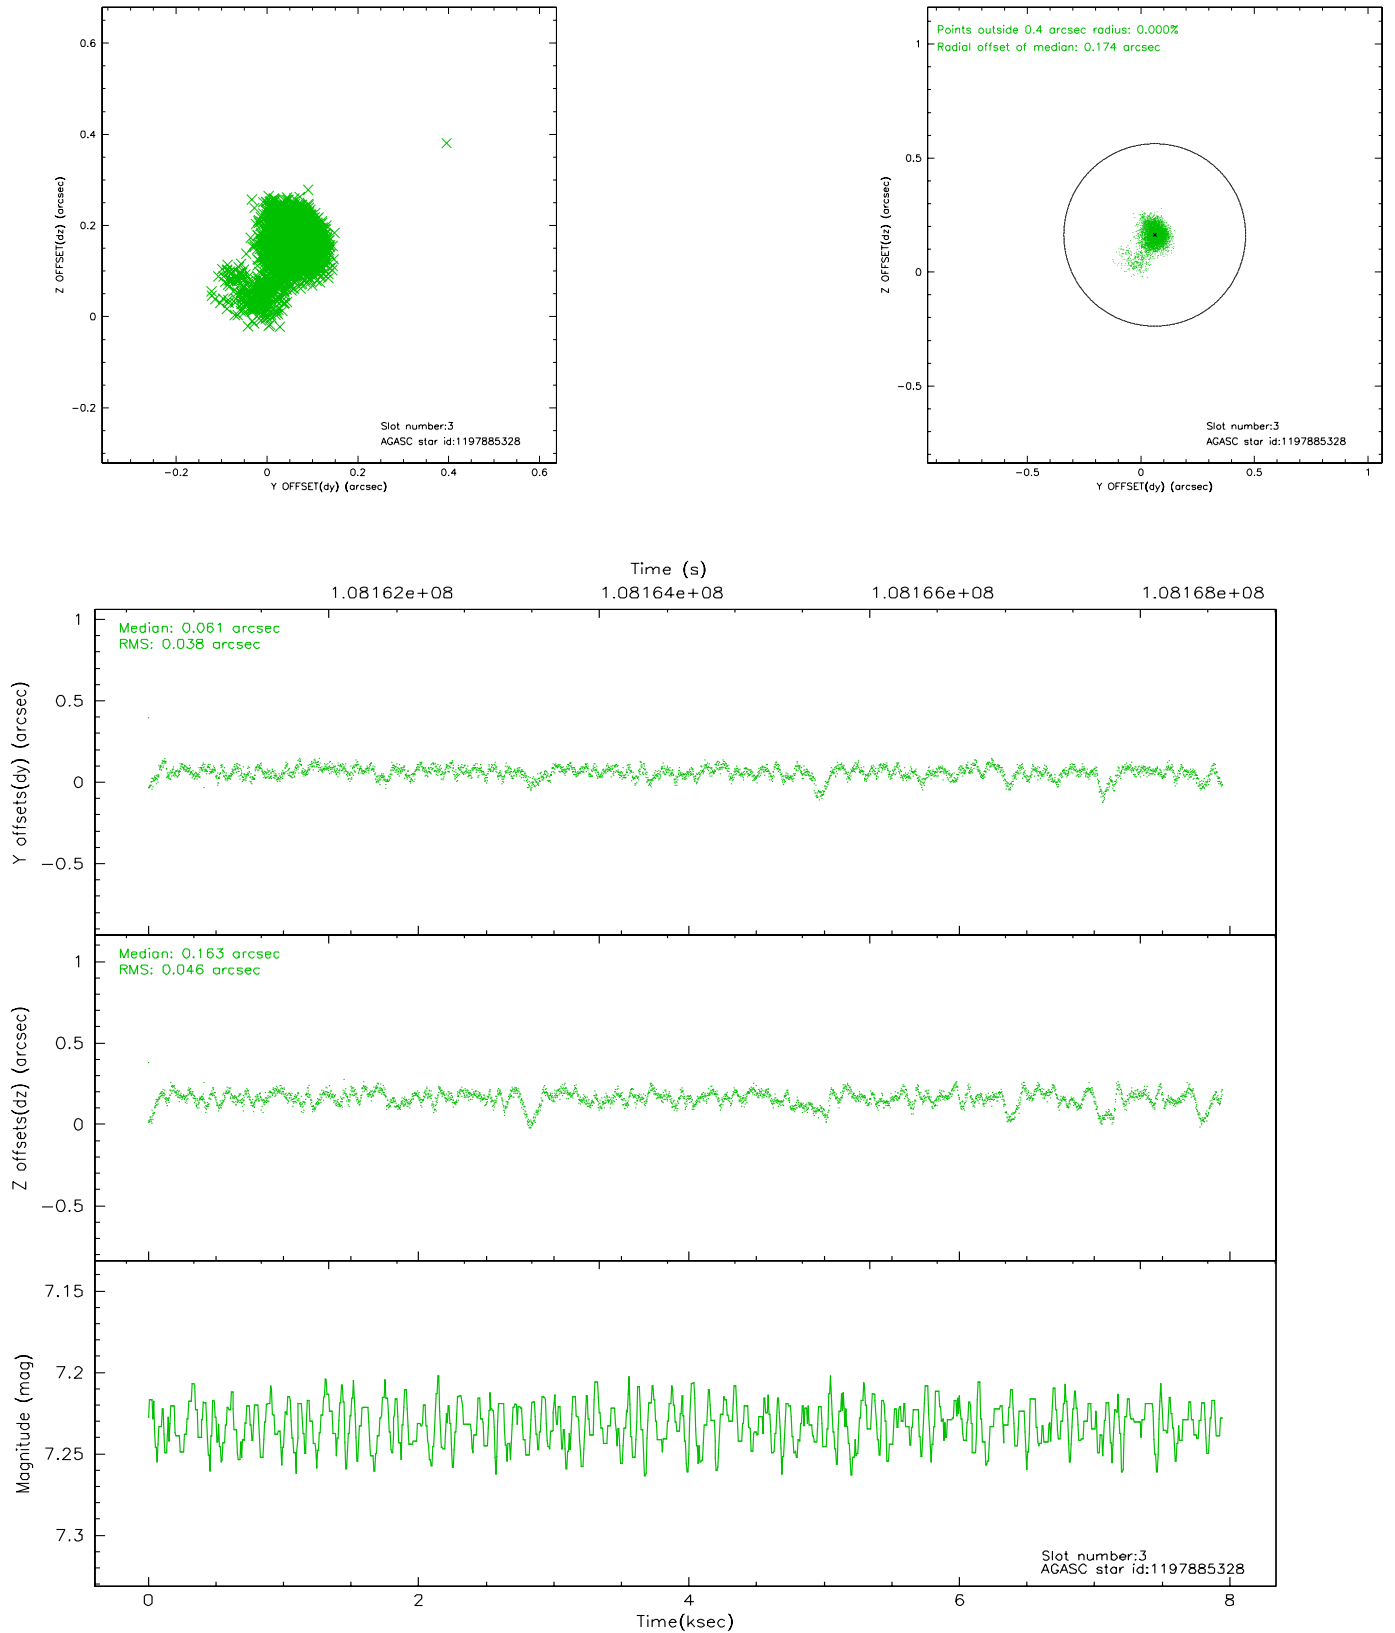 0.6
0.4
0.2
0
−0.2
Z OFFSET(dz) (arcsec)
Slot number:3
AGASC star id:1197885328
−0.2 0 0.2 0.4 0.6
Y OFFSET(dy) (arcsec)
Points outside 0.4 arcsec radius: 0.000%
Radial offset of median: 0.174 arcsec
1
0.5
0
−0.5
Z OFFSET(dz) (arcsec)
Slot number:3
AGASC star id:1197885328
−0.5 0 0.5 1
Y OFFSET(dy) (arcsec)
Time (s)
1.08162e+08 1.08164e+08 1.08166e+08 1.08168e+08
Median: 0.061 arcsec
RMS: 0.038 arcsec
1
0.5
0
−0.5
Y offsets(dy) (arcsec)
Median: 0.163 arcsec
RMS: 0.046 arcsec
1
0.5
0
−0.5
Z offsets(dz) (arcsec)
7.15
7.2
7.25
7.3
Magnitude (mag)
Slot number:3
AGASC star id:1197885328
0 2 4 6 8
Time(ksec)